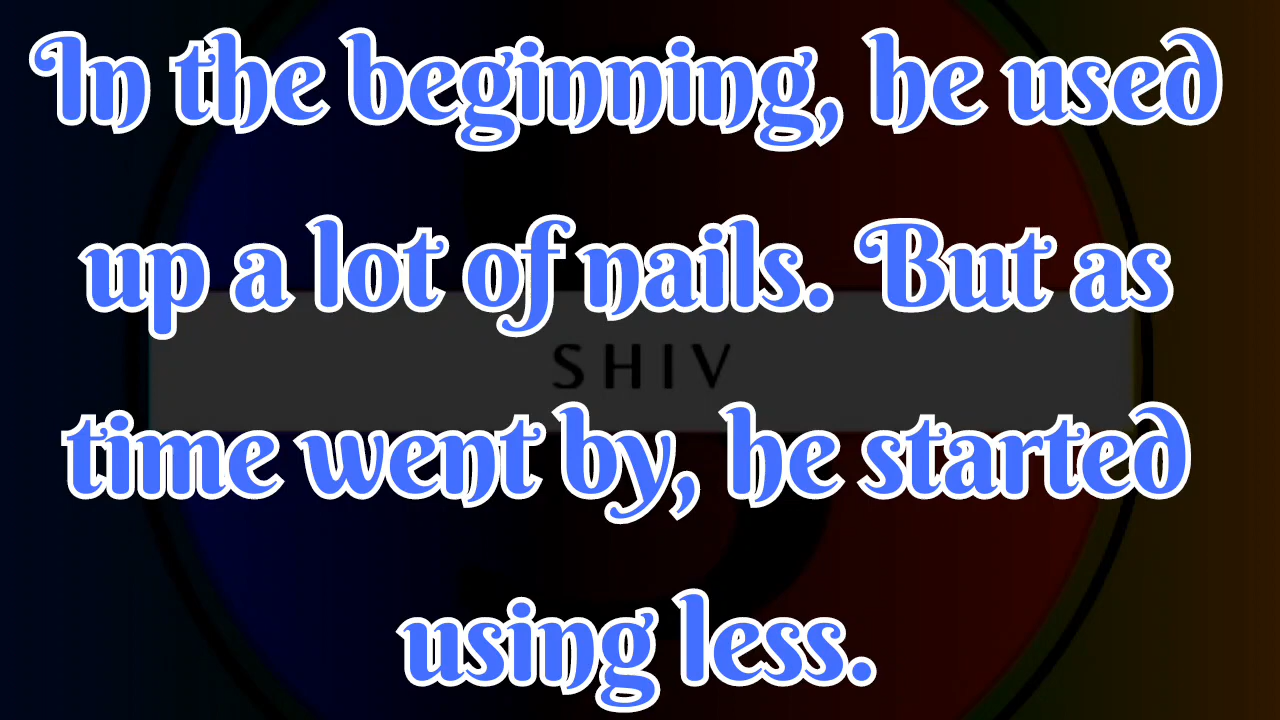 In the beginning, he used
up a lot of nails. But as
SHIV
time went by, he started
using less.